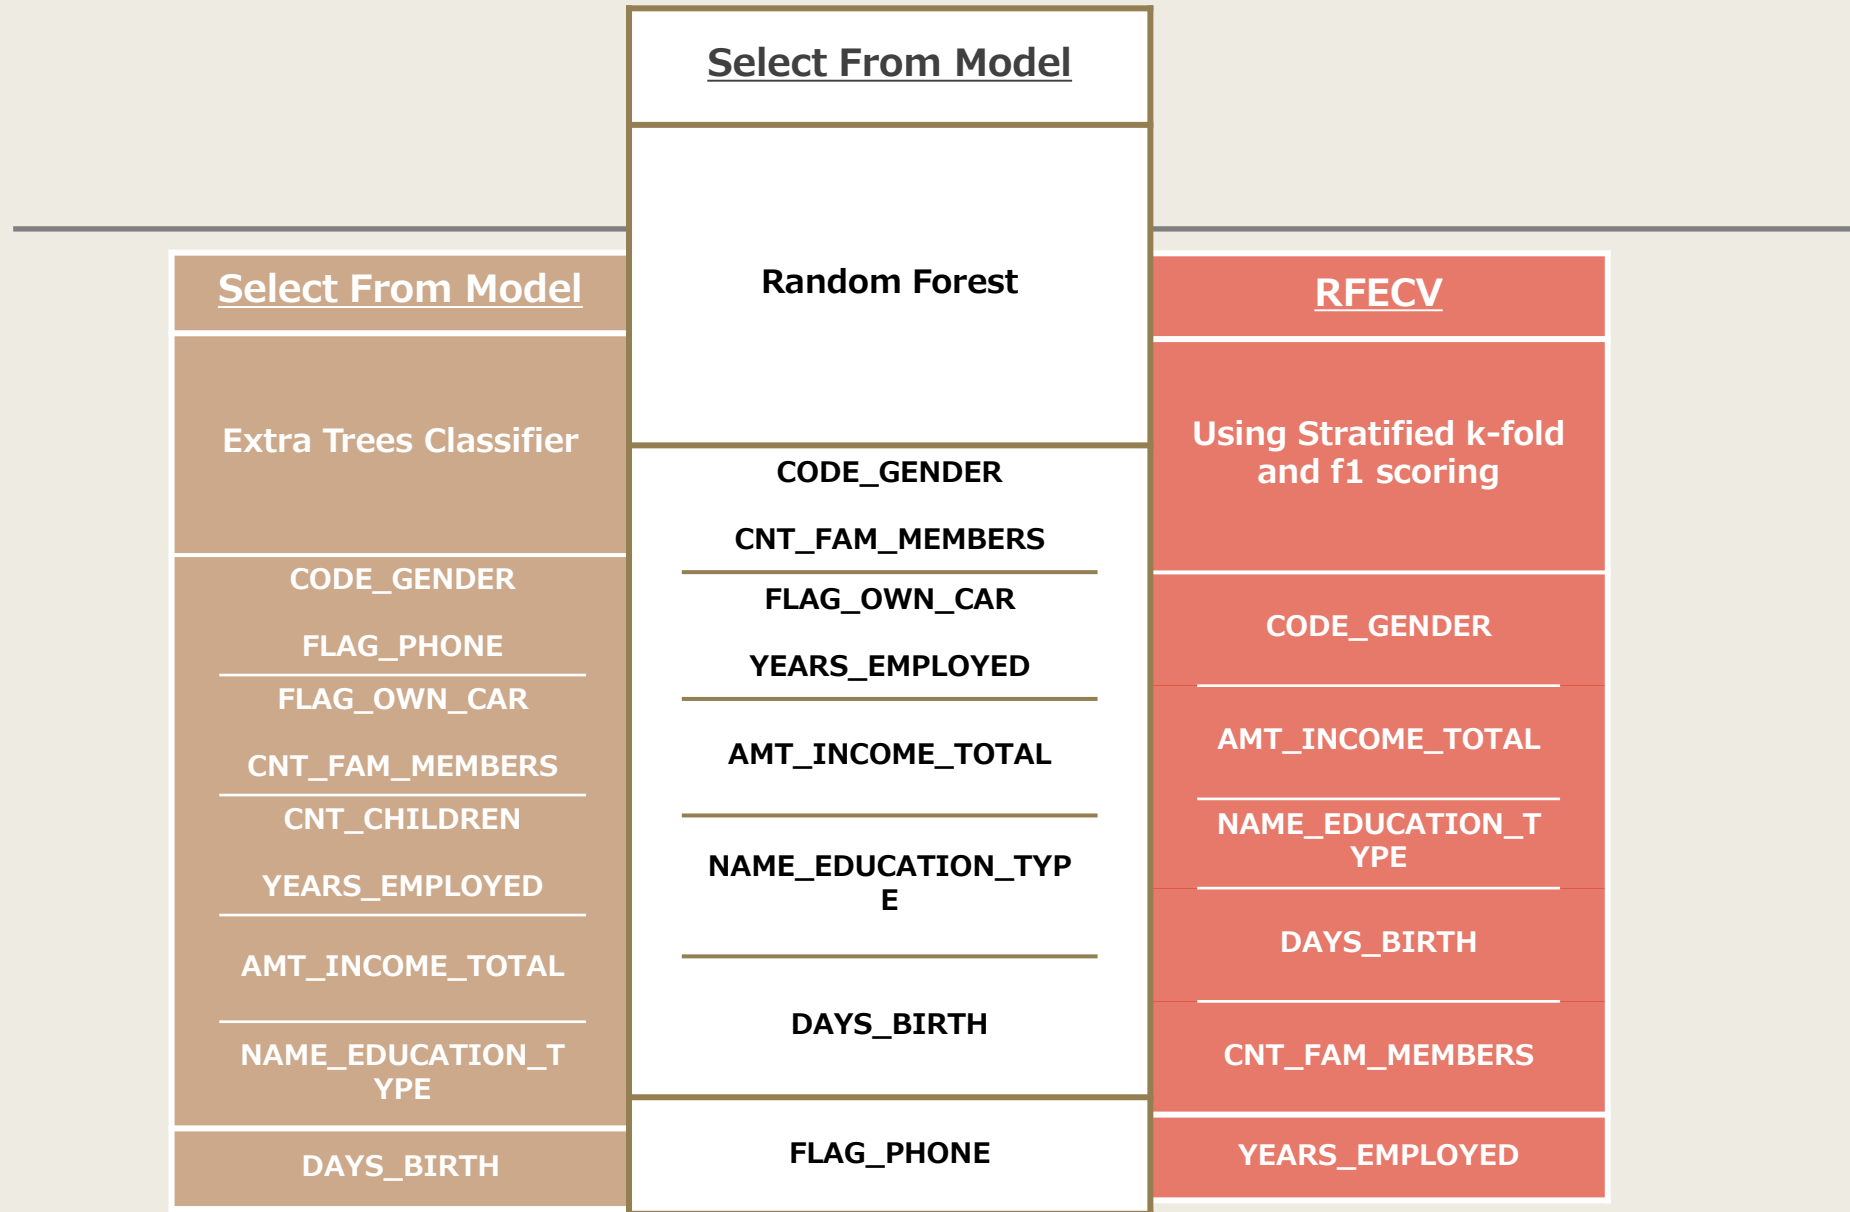 Select From Model
Extra Trees Classifier
CODE_GENDER
FLAG_PHONE
FLAG_OWN_CAR
CNT_FAM_MEMBERS
CNT_CHILDREN
YEARS_EMPLOYED
AMT_INCOME_TOTAL
NAME_EDUCATION_T
YPE
DAYS_BIRTH
Select From Model
Random Forest
CODE_GENDER
CNT_FAM_MEMBERS
FLAG_OWN_CAR
YEARS_EMPLOYED
AMT_INCOME_TOTAL
NAME_EDUCATION_TYP
E
DAYS_BIRTH
FLAG_PHONE
RFECV
Using Stratified k-fold
and f1 scoring
CODE_GENDER
AMT_INCOME_TOTAL
NAME_EDUCATION_T
YPE
DAYS_BIRTH
CNT_FAM_MEMBERS
YEARS_EMPLOYED